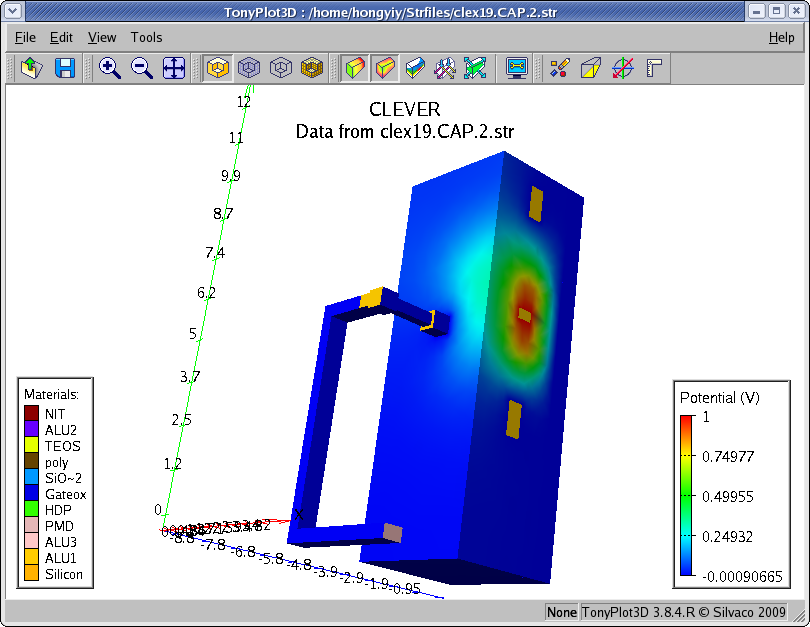 TonyPlot3D : /home/hongyiy/Strfiles/clex19.CAP.2.str
File Edit View Tools Help
CLEVER
Data from clex19.CAP.2.str
12
11
9.9
8.7
7.4
6.2
5
3.7
2.5
1.2
0
X
-8.8
-7.8
-6.8
-5.8
-4.8
-3.9
-2.9
-1.9
-0.95
Materials:
NIT
ALU2
TEOS
poly
SiO~2
Gateox
HDP
PMD
ALU3
ALU1
Silicon
Potential (V)
1
0.74977
0.49955
0.24932
-0.00090665
None TonyPlot3D 3.8.4.R © Silvaco 2009